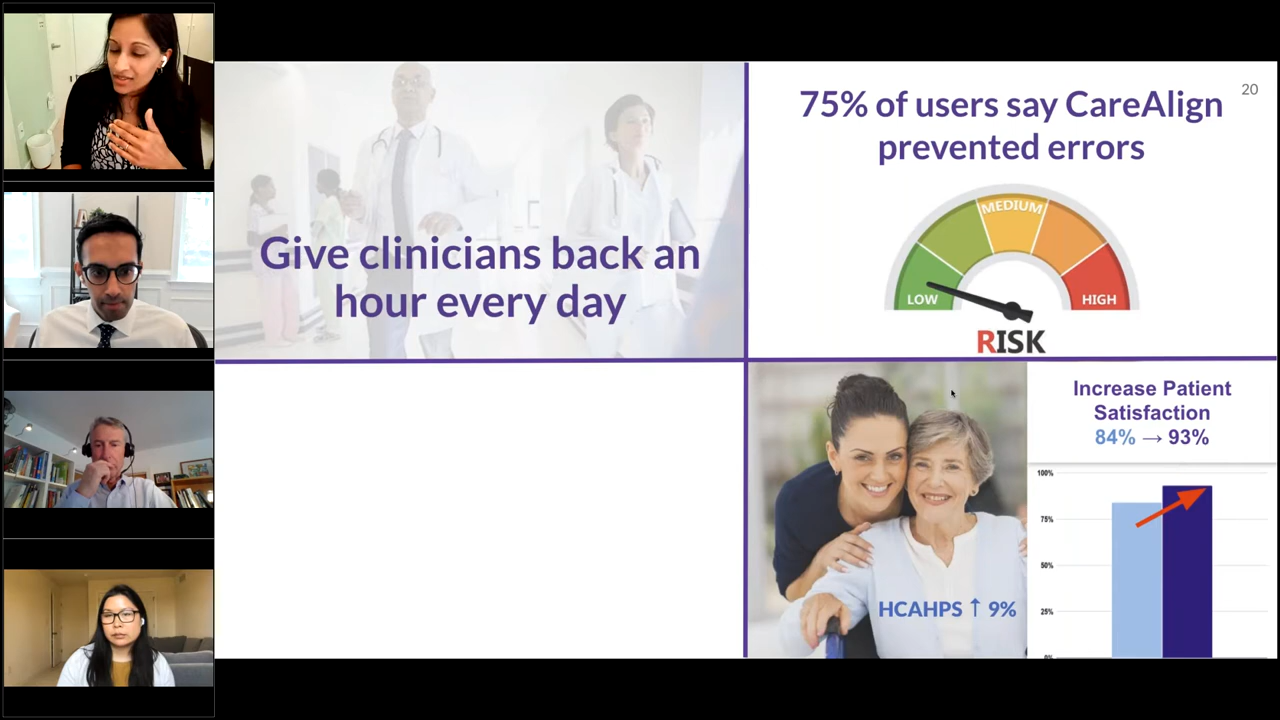 Give clinicians back an
hour every day
20
75% of users say CareAlign
prevented errors
LOW
MEDIUM
HIGH
RISK
HCAHPS ↑ 9%
Increase Patient
Satisfaction
84% → 93%
100%
75%
50%
25%